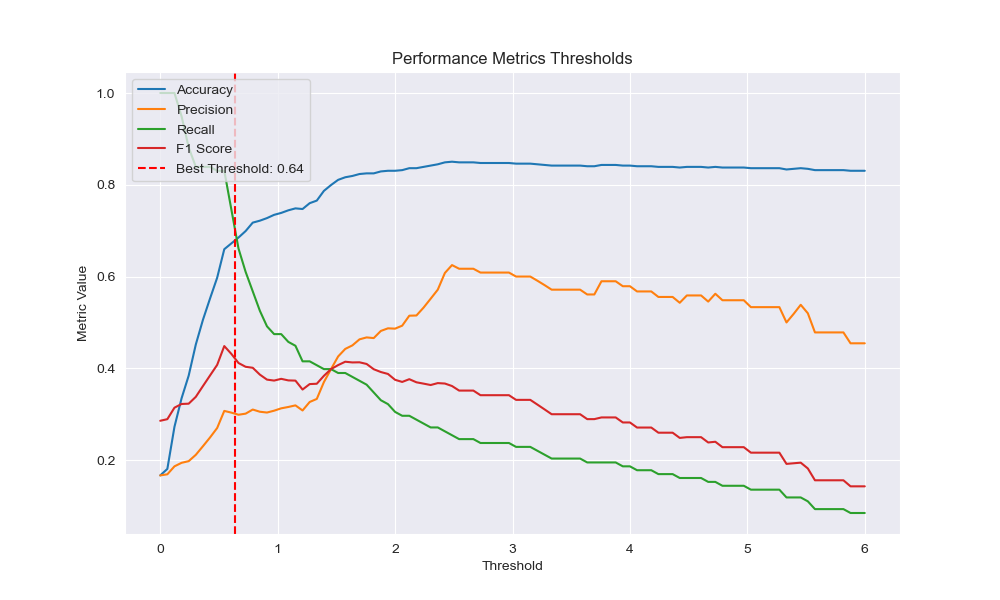 Performance Metrics Thresholds
Accuracy
Precision
Recall
F1 Score
Best Threshold: 0.64
Metric Value
1.0
0.8
0.6
0.4
0.2
0 1 2 3 4 5 6
Threshold